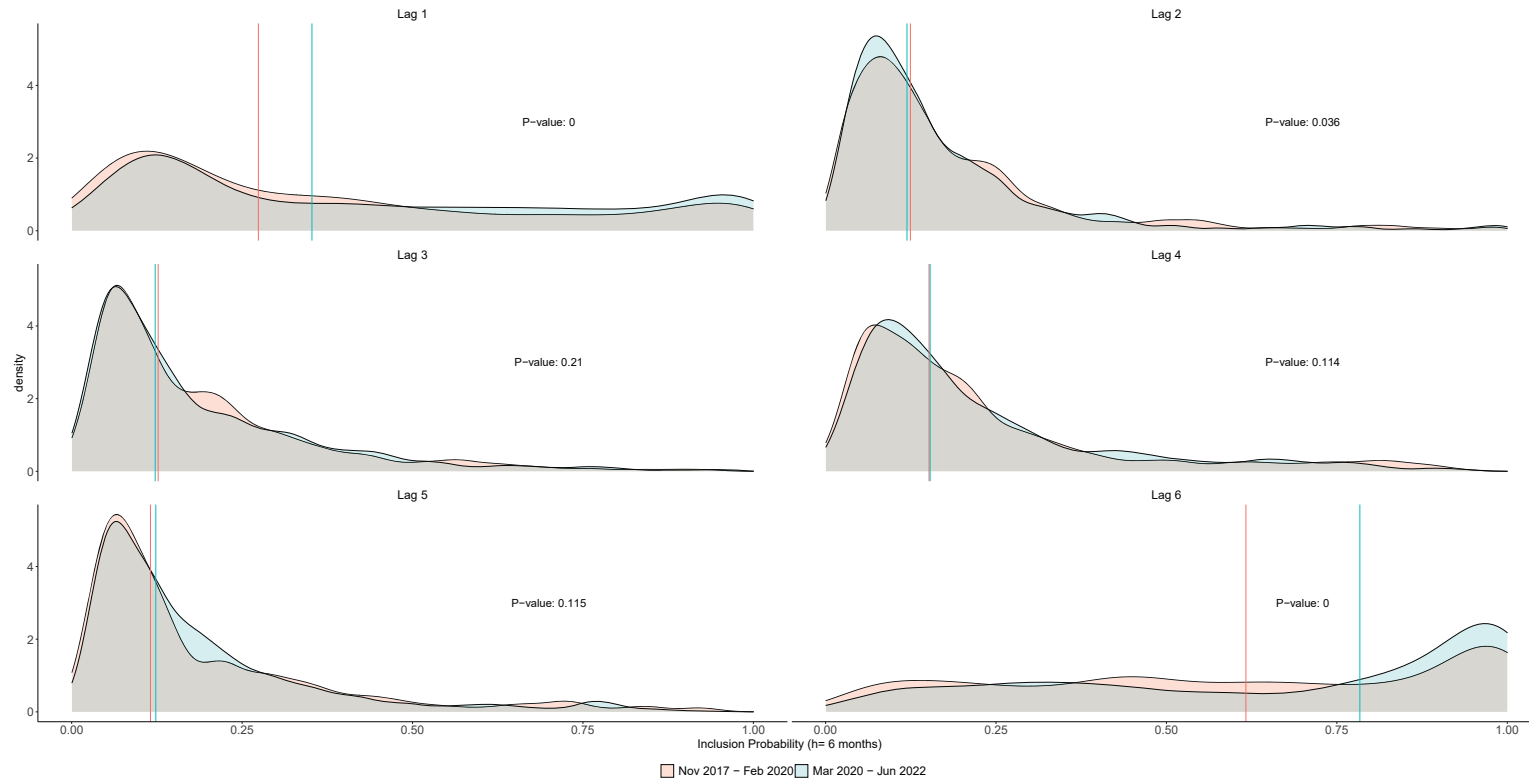 Lag 1
Lag 2
4
2
0
P−value: 0
P−value: 0.036
Lag 3
Lag 4
density
4
2
0
P−value: 0.21
P−value: 0.114
Lag 5
Lag 6
4
2
0
P−value: 0.115
P−value: 0
0.00 0.25 0.50 0.75 1.00
0.00 0.25 0.50 0.75 1.00
Inclusion Probability (h= 6 months)
Nov 2017 − Feb 2020 Mar 2020 − Jun 2022